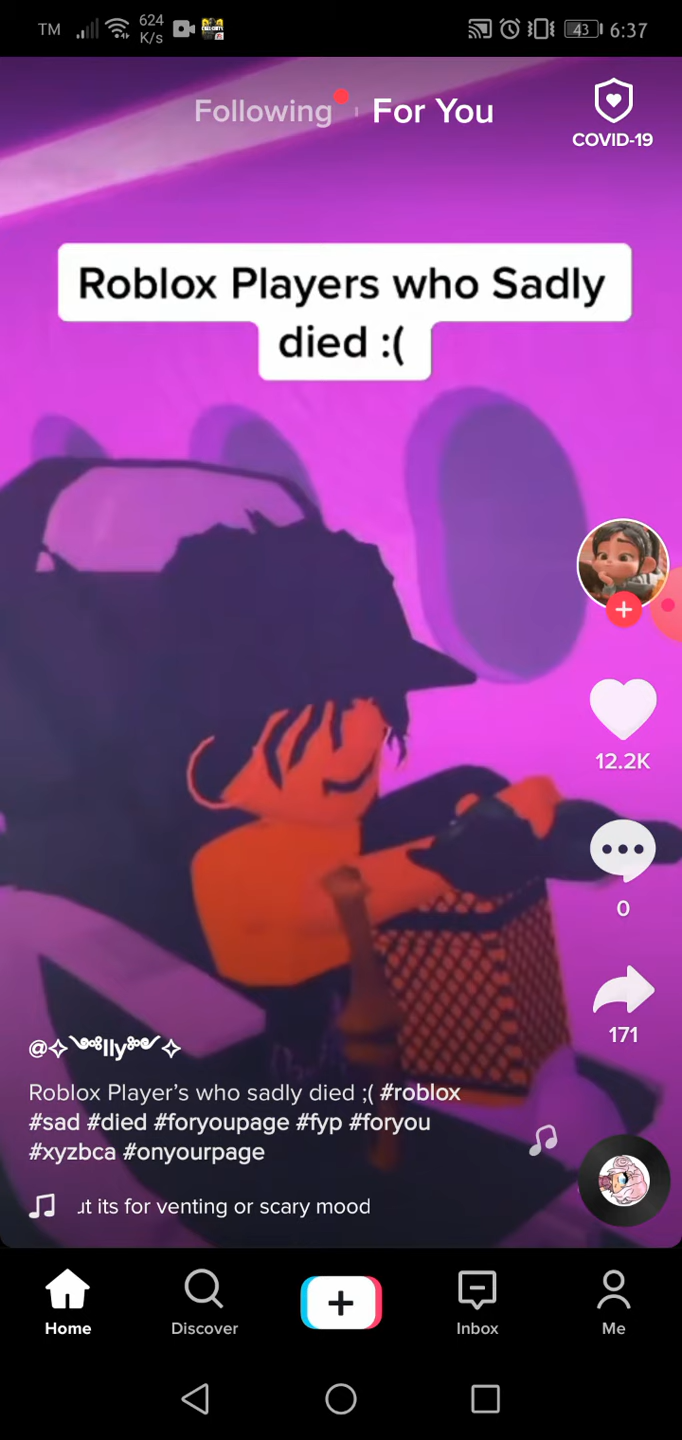 TM 624 K/s 43 6:37
Following For You
COVID-19
Roblox Players who Sadly
died :(
12.2K
0
171
@✧༺lly༻✧
Roblox Player’s who sadly died ;( #roblox
#sad #died #foryoupage #fyp #foryou
#xyzbca #onyourpage
ut its for venting or scary mood
Home Discover Inbox Me